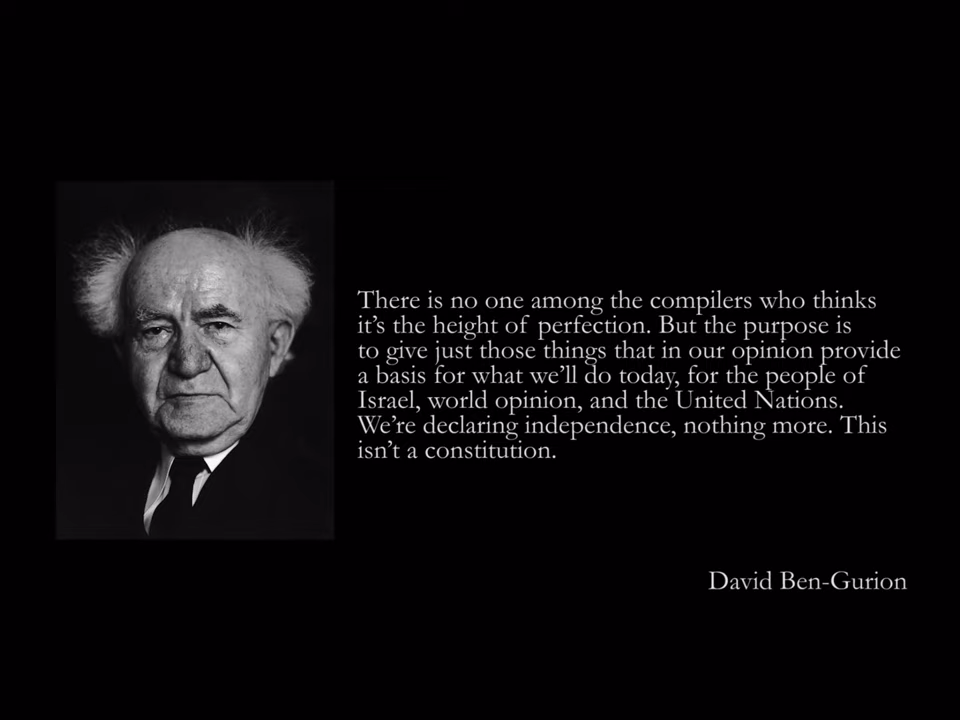 There is no one among the compilers who thinks
it’s the height of perfection. But the purpose is
to give just those things that in our opinion provide
a basis for what we’ll do today, for the people of
Israel, world opinion, and the United Nations.
We’re declaring independence, nothing more. This
isn’t a constitution.
David Ben-Gurion